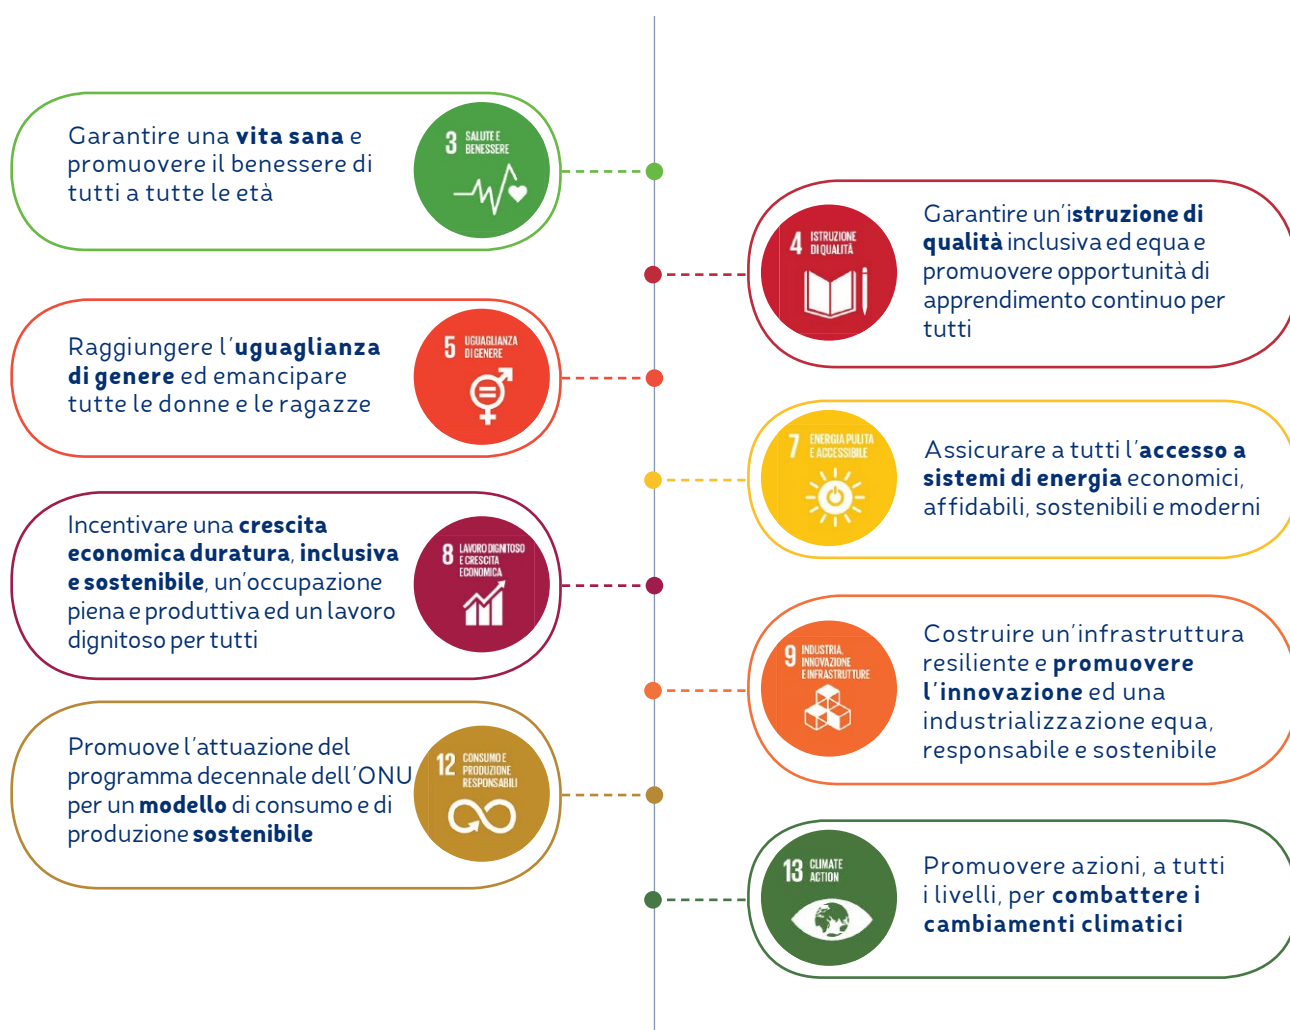 Garantire una vita sana e
promuovere il benessere di
tutti a tutte le età
3 SALUTE E
BENESSERE
4 ISTRUZIONE
DI QUALITÀ
Garantire un'istruzione di
qualità inclusiva ed equa e
promuovere opportunità di
apprendimento continuo per
tutti
Raggiungere l'uguaglianza
di genere ed emancipare
tutte le donne e le ragazze
5 UGUAGLIANZA
DI GENERE
7 ENERGIA PULITA
E ACCESSIBILE
Assicurare a tutti l'accesso a
sistemi di energia economici,
affidabili, sostenibili e moderni
Incentivare una crescita
economica duratura, inclusiva
e sostenibile, un'occupazione
piena e produttiva ed un lavoro
dignitoso per tutti
8 LAVORO DIGNITOSO
E CRESCITA
ECONOMICA
9 INDUSTRIA,
INNOVAZIONE
E INFRASTRUTTURE
Costruire un'infrastruttura
resiliente e promuovere
l'innovazione ed una
industrializzazione equa,
responsabile e sostenibile
Promuove l'attuazione del
programma decennale dell'ONU
per un modello di consumo e di
produzione sostenibile
12 CONSUMO E
PRODUZIONE
RESPONSABILI
13 CLIMATE
ACTION
Promuovere azioni, a tutti
i livelli, per combattere i
cambiamenti climatici